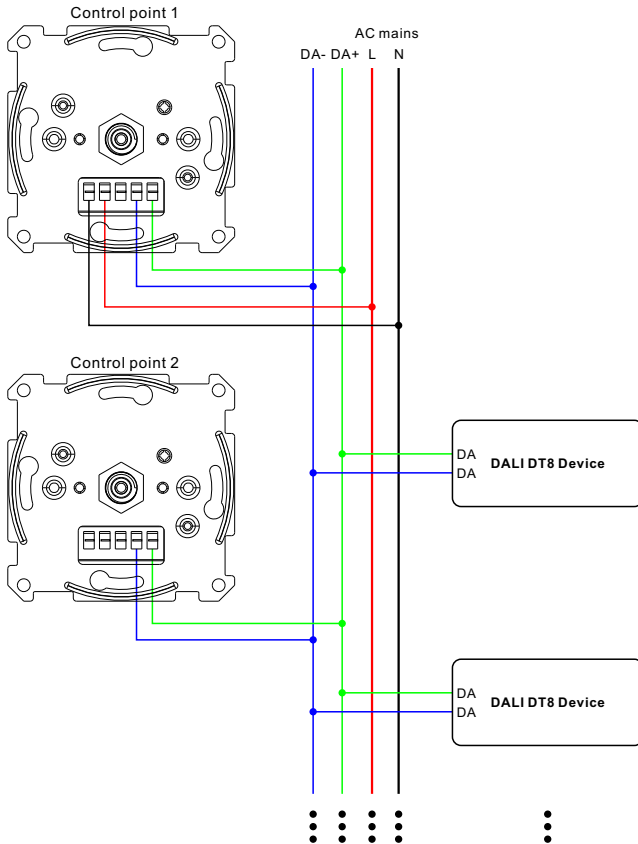 Control point 1
AC mains
DA- DA+ L N
Control point 2
DA
DA
DALI DT8 Device
DA
DA
DALI DT8 Device